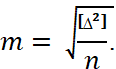 m = √[Δ²]/n.